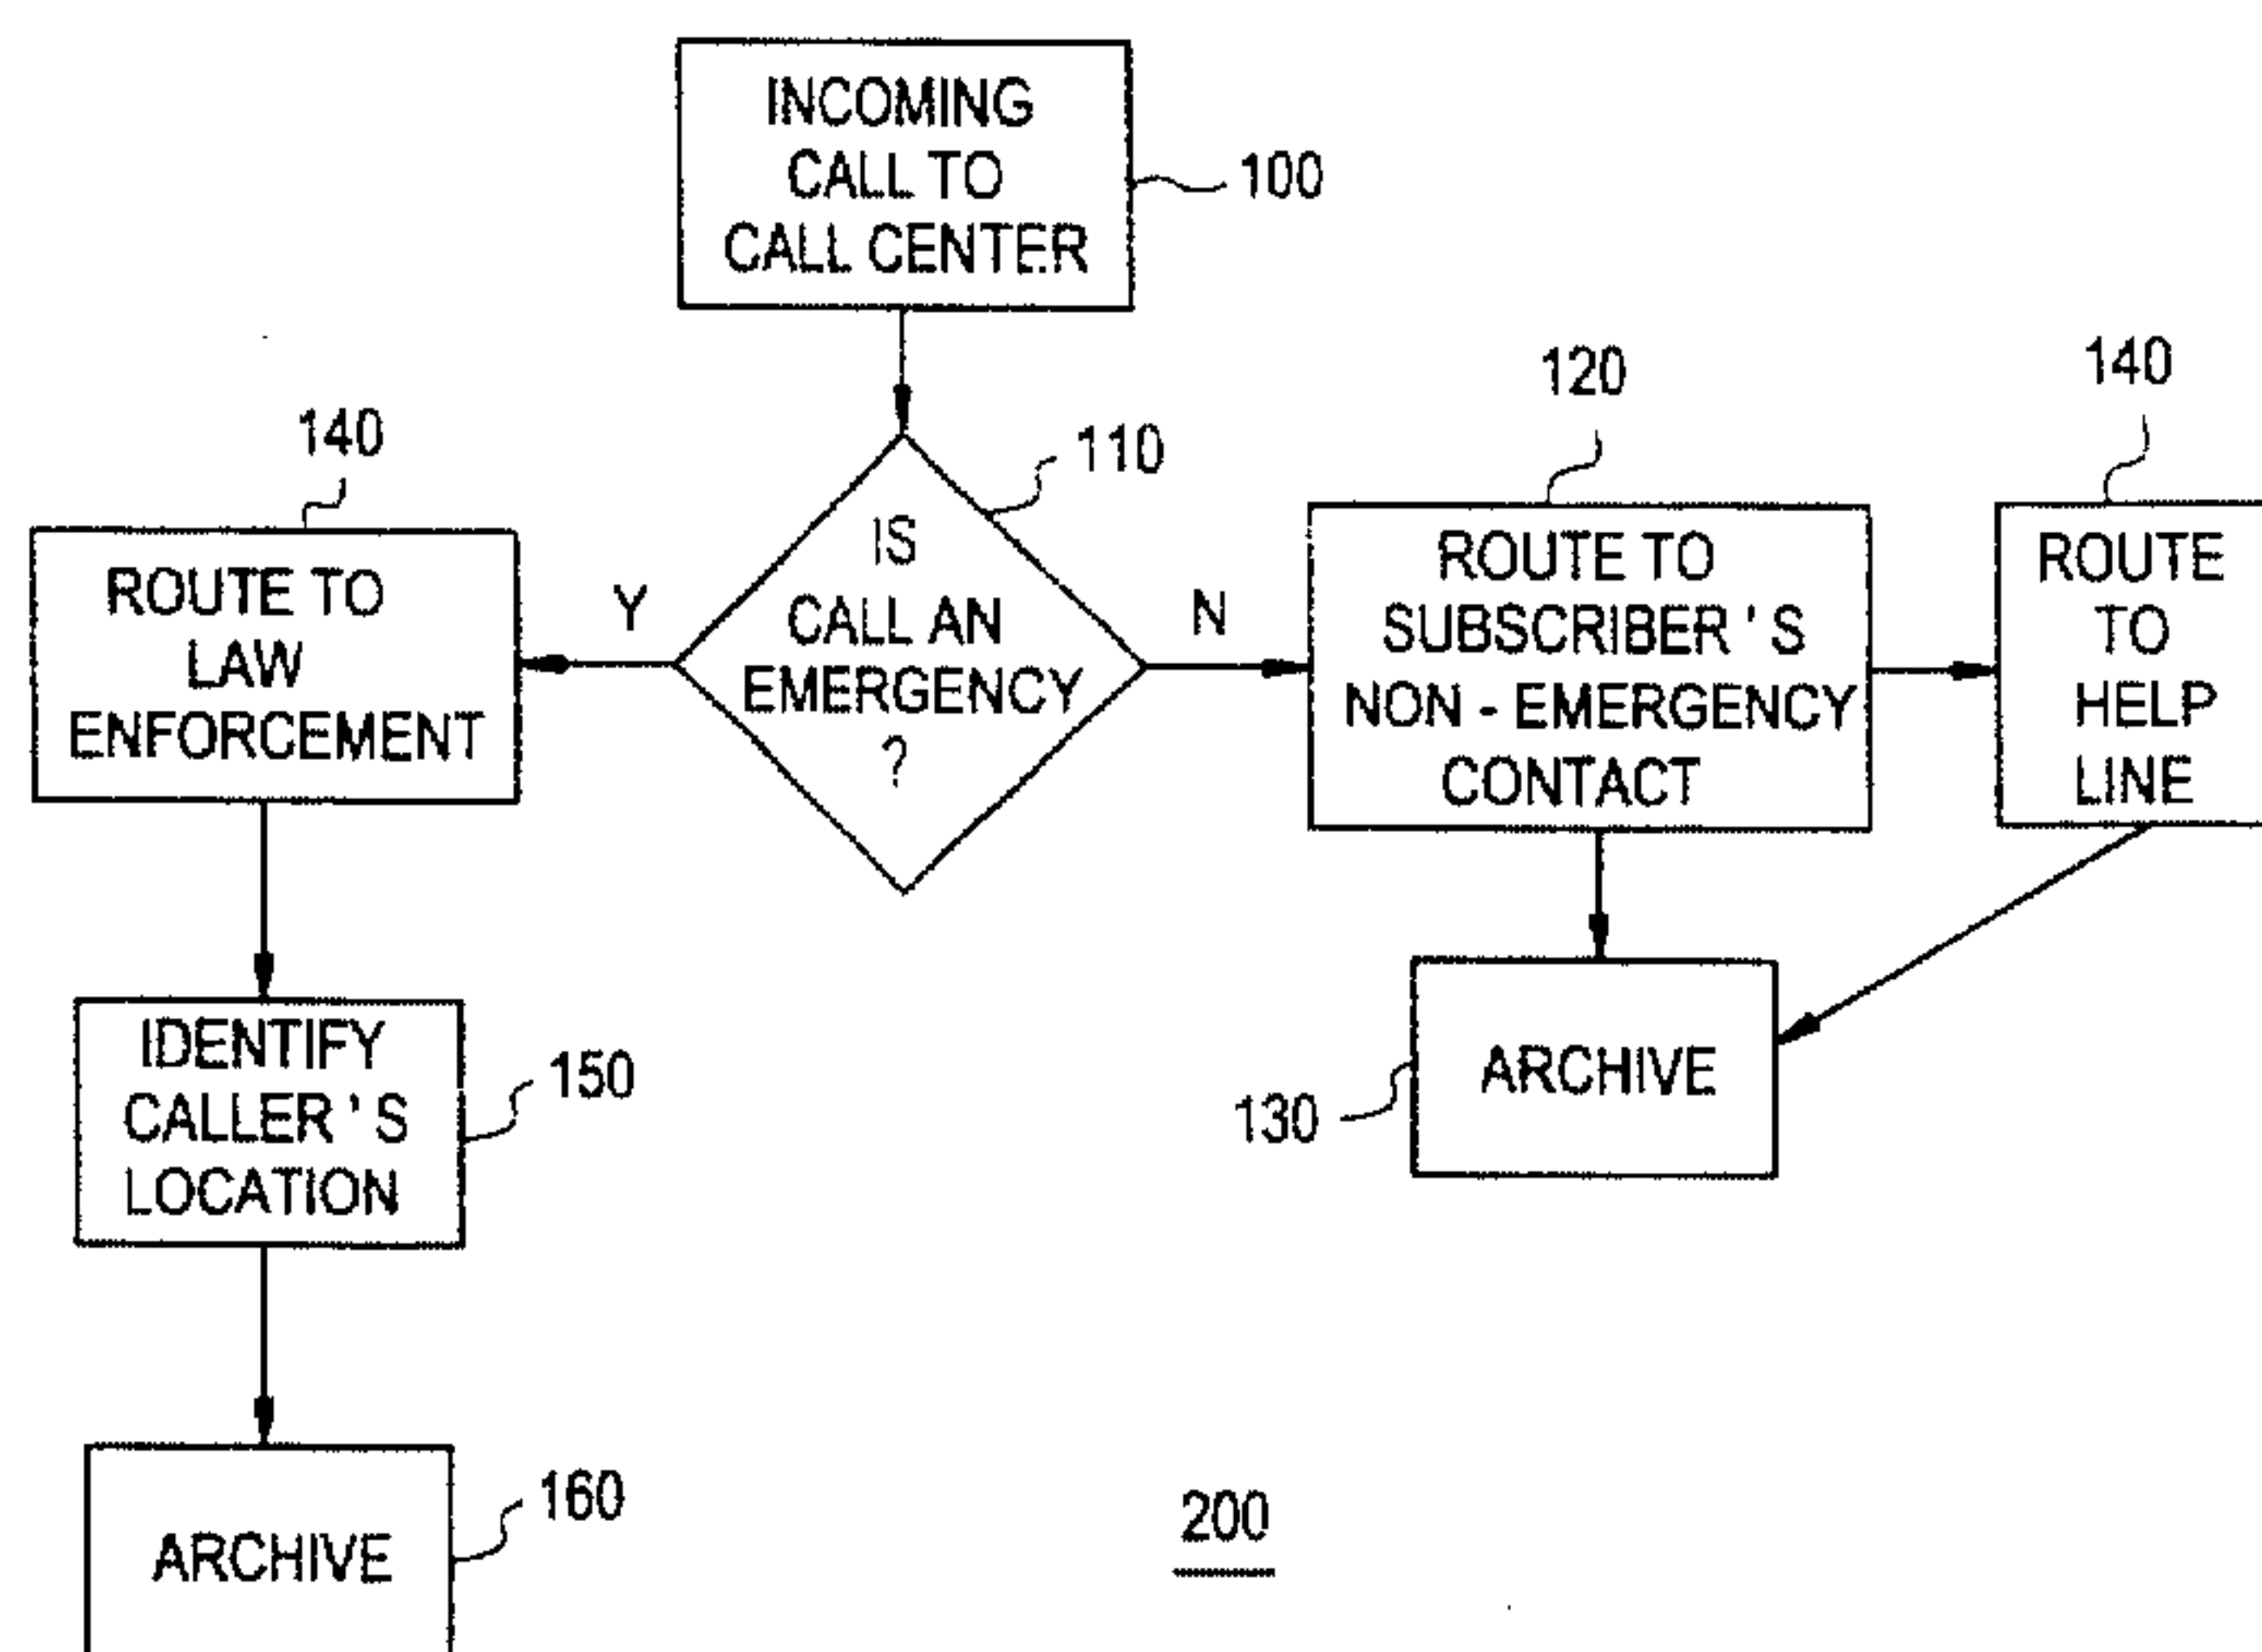 INCOMING
CALL TO
CALL CENTER
100
110
IS
CALL AN
EMERGENCY
?
Y
N
140
ROUTE TO
LAW
ENFORCEMENT
120
ROUTE TO
SUBSCRIBER'S
NON - EMERGENCY
CONTACT
140
ROUTE
TO
HELP
LINE
IDENTIFY
CALLER'S
LOCATION
150
ARCHIVE
130
ARCHIVE
160
200